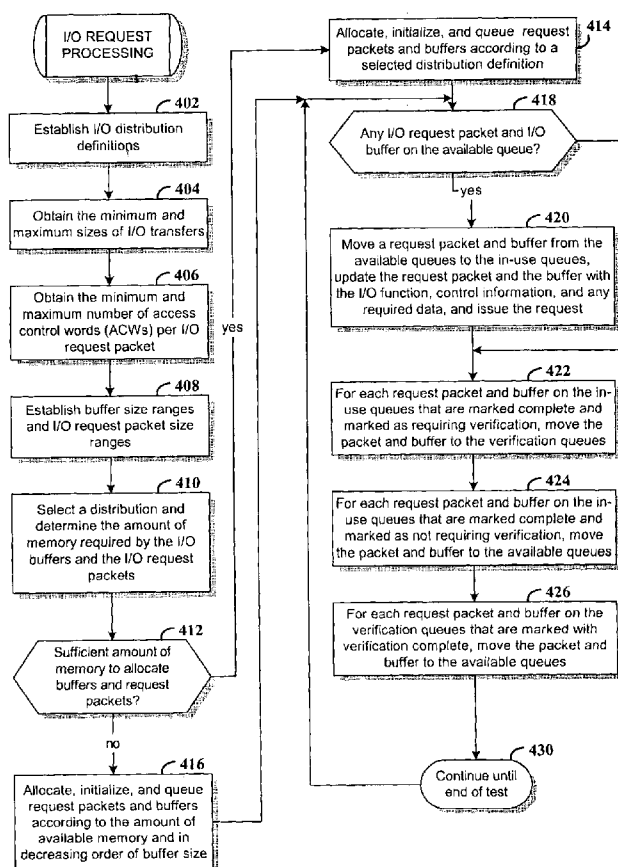 I/O REQUEST
PROCESSING
402
Establish I/O distribution
definitions
404
Obtain the minimum and
maximum sizes of I/O transfers
406
Obtain the minimum and
maximum number of access
control words (ACWs) per I/O
request packet
408
Establish buffer size ranges
and I/O request packet size
ranges
410
Select a distribution and
determine the amount of
memory required by the I/O
buffers and the I/O request
packets
412
Sufficient amount of
memory to allocate
buffers and request
packets?
yes
no
416
Allocate, initialize, and queue
request packets and buffers
according to the amount of
available memory and in
decreasing order of buffer size
414
Allocate, initialize, and queue request
packets and buffers according to a
selected distribution definition
418
Any I/O request packet and I/O
buffer on the available queue?
yes
420
Move a request packet and buffer from the
available queues to the in-use queues,
update the request packet and the buffer with
the I/O function, control information, and any
required data, and issue the request
422
For each request packet and buffer on the in-
use queues that are marked complete and
marked as requiring verification, move the
packet and buffer to the verification queues
424
For each request packet and buffer on the in-
use queues that are marked complete and
marked as not requiring verification, move
the packet and buffer to the available queues
426
For each request packet and buffer on the
verification queues that are marked with
verification complete, move the packet and
buffer to the available queues
430
Continue until
end of test